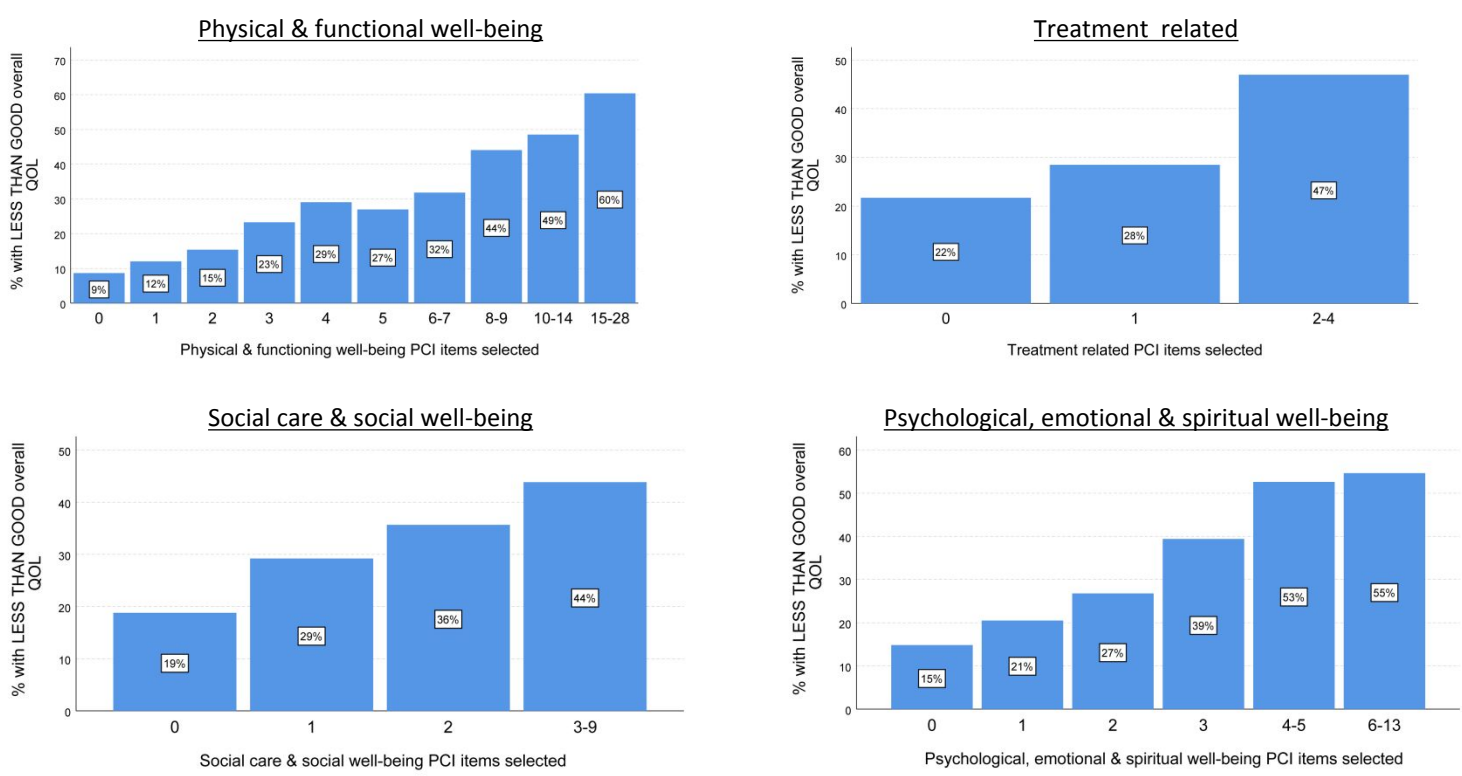 Physical & functional well-being
% with LESS THAN GOOD overall
QOL
70
60
50
40
30
20
10
0
9%
12%
15%
23%
29%
27%
32%
44%
49%
60%
0 1 2 3 4 5 6-7 8-9 10-14 15-28
Physical & functioning well-being PCI items selected
Treatment related
% with LESS THAN GOOD overall
QOL
50
40
30
20
10
0
22%
28%
47%
0 1 2-4
Treatment related PCI items selected
Social care & social well-being
% with LESS THAN GOOD overall
QOL
50
40
30
20
10
0
19%
29%
36%
44%
0 1 2 3-9
Social care & social well-being PCI items selected
Psychological, emotional & spiritual well-being
% with LESS THAN GOOD overall
QOL
60
50
40
30
20
10
0
15%
21%
27%
39%
53%
55%
0 1 2 3 4-5 6-13
Psychological, emotional & spiritual well-being PCI items selected